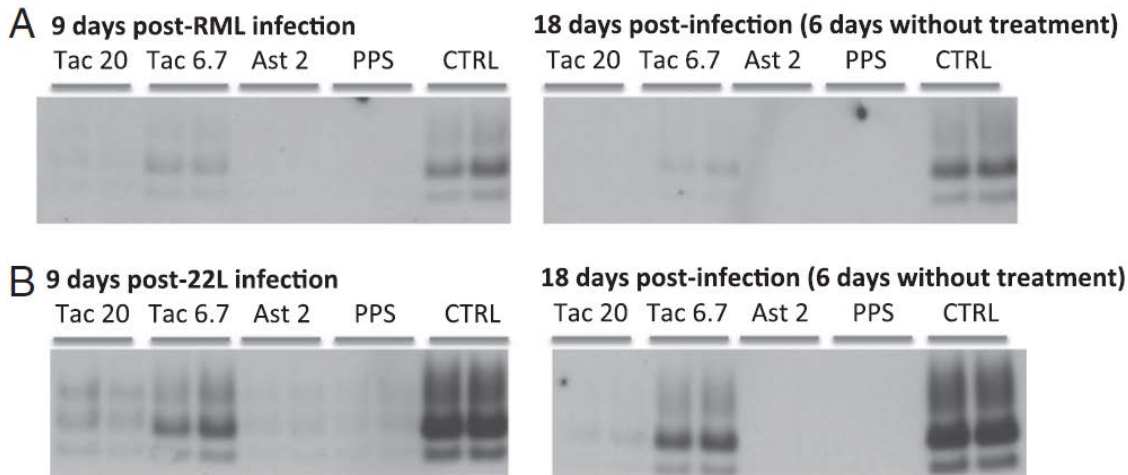 A 9 days post-RML infection 18 days post-infection (6 days without treatment)
Tac 20 Tac 6.7 Ast 2 PPS CTRL Tac 20 Tac 6.7 Ast 2 PPS CTRL
B 9 days post-22L infection 18 days post-infection (6 days without treatment)
Tac 20 Tac 6.7 Ast 2 PPS CTRL Tac 20 Tac 6.7 Ast 2 PPS CTRL